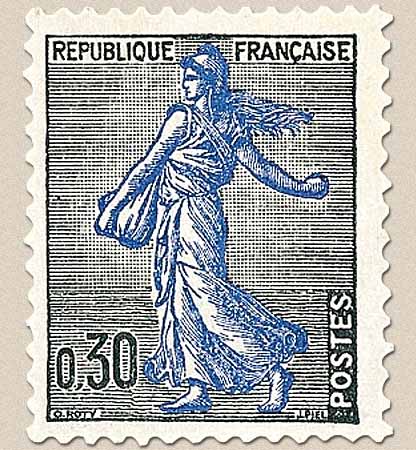 REPUBLIQUE FRANÇAISE
0,30
POSTES
O. ROTY
J. PIEL